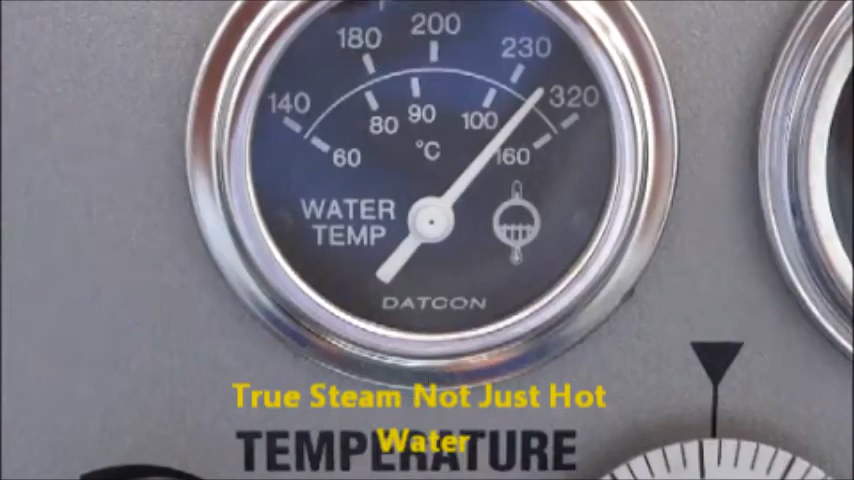 F
200
180
230
140
320
90
80
100
60
160
°C
WATER
TEMP
DATCON
True Steam Not Just Hot
Water
TEMPERATURE